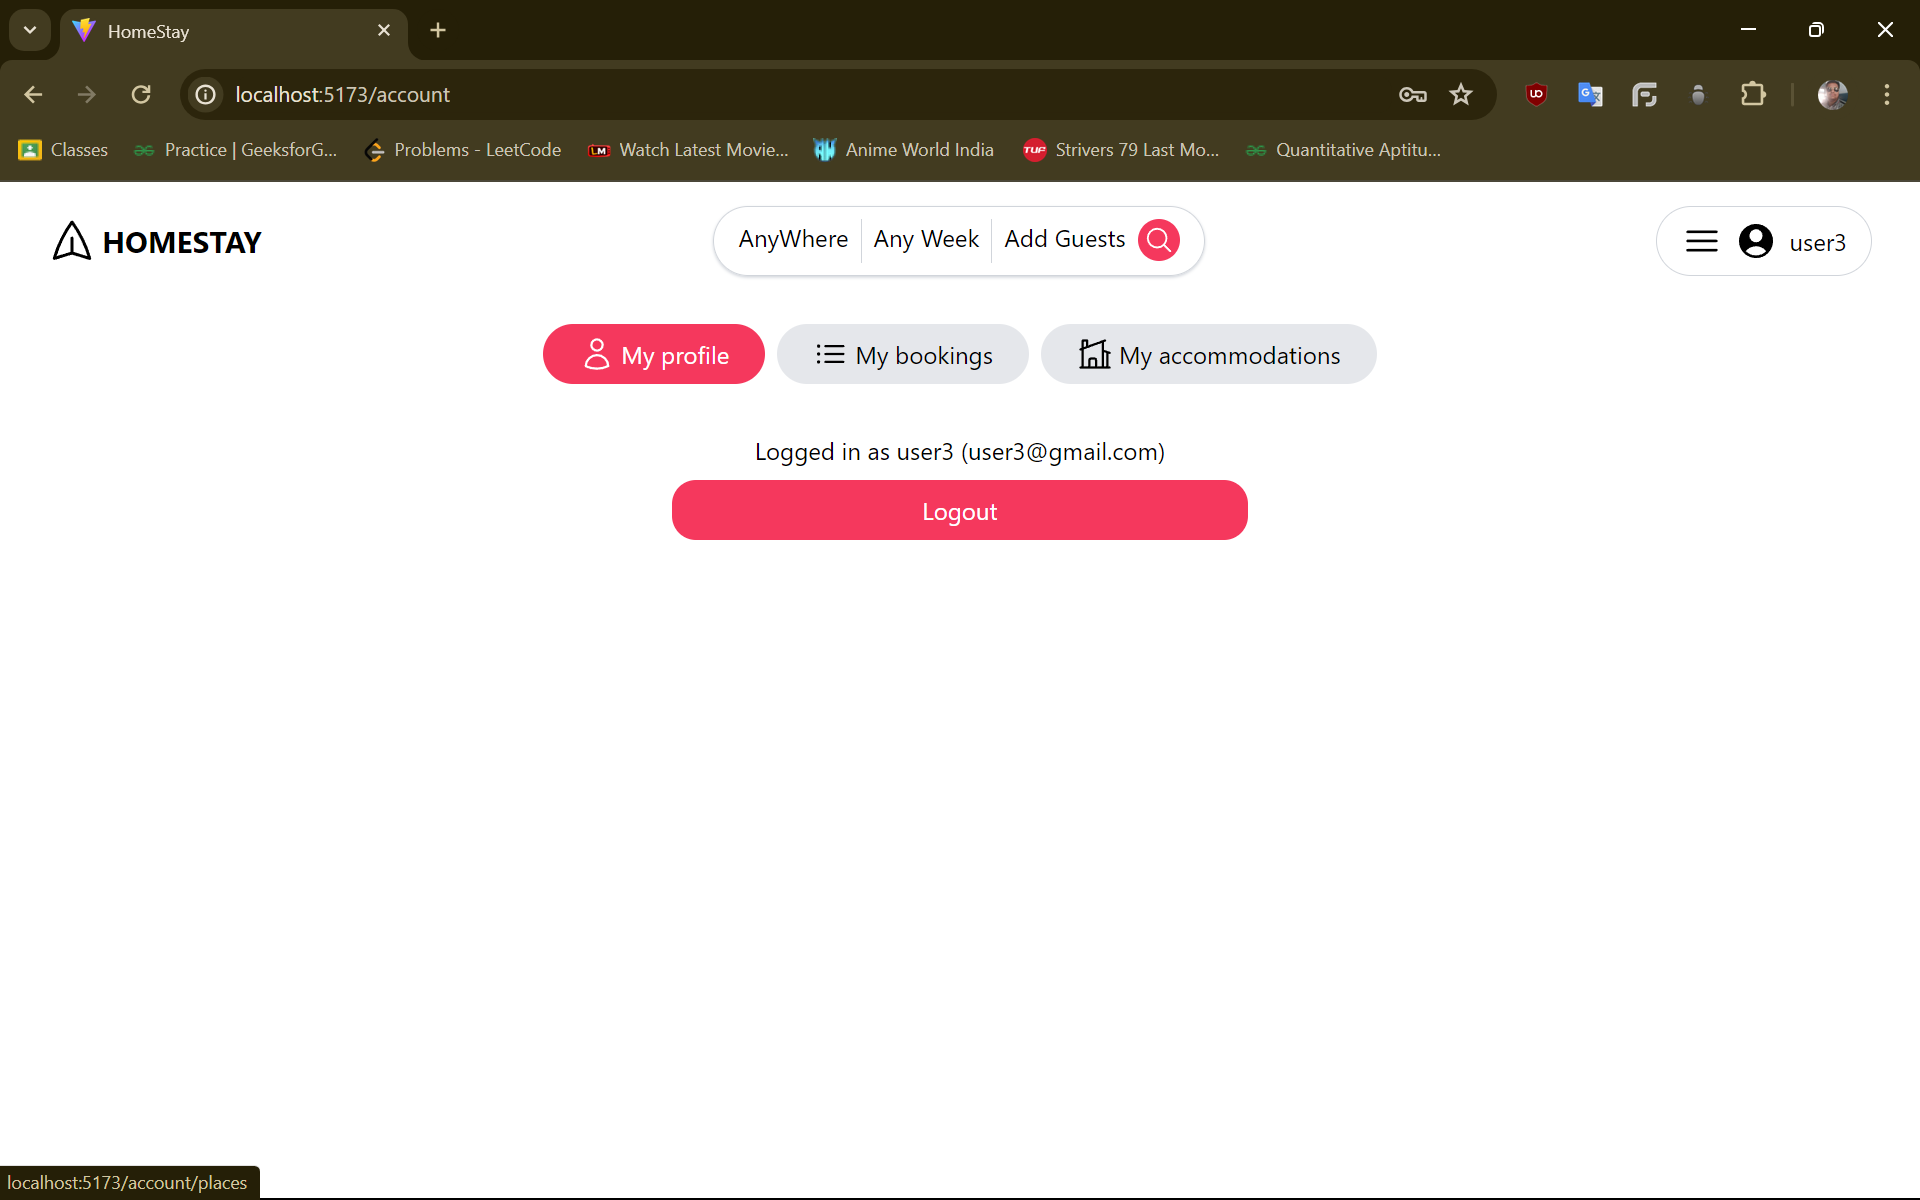 HomeStay
localhost:5173/account
Classes
Practice | GeeksforG...
Problems - LeetCode
LM
Watch Latest Movie...
Anime World India
TUF
Strivers 79 Last Mo...
Quantitative Aptitu...
HOMESTAY
AnyWhere
Any Week
Add Guests
user3
My profile
My bookings
My accommodations
Logged in as user3 (user3@gmail.com)
Logout
localhost:5173/account/places